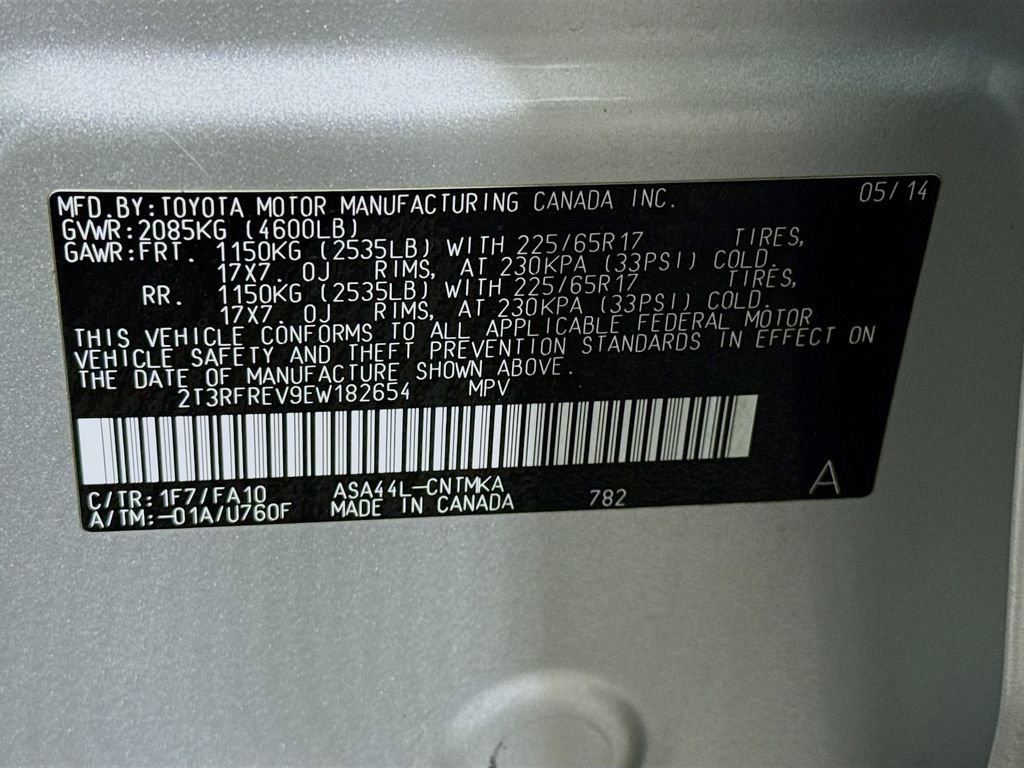 MFD.BY:TOYOTA MOTOR MANUFACTURING CANADA INC. 05/14
GVWR:2085KG (4600LB)
GAWR:FRT. 1150KG (2535LB) WITH 225/65R17 TIRES,
17X7.0J RIMS, AT 230KPA (33PSI) COLD.
RR. 1150KG (2535LB) WITH 225/65R17 TIRES,
17X7.0J RIMS, AT 230KPA (33PSI) COLD.
THIS VEHICLE CONFORMS TO ALL APPLICABLE FEDERAL MOTOR
VEHICLE SAFETY AND THEFT PREVENTION STANDARDS IN EFFECT ON
THE DATE OF MANUFACTURE SHOWN ABOVE.
2T3RFREV9EW182654 MPV
C/TR:1F7/FA10 ASA44L-CNTMKA 782 A
A/TM:-01A/U760F MADE IN CANADA